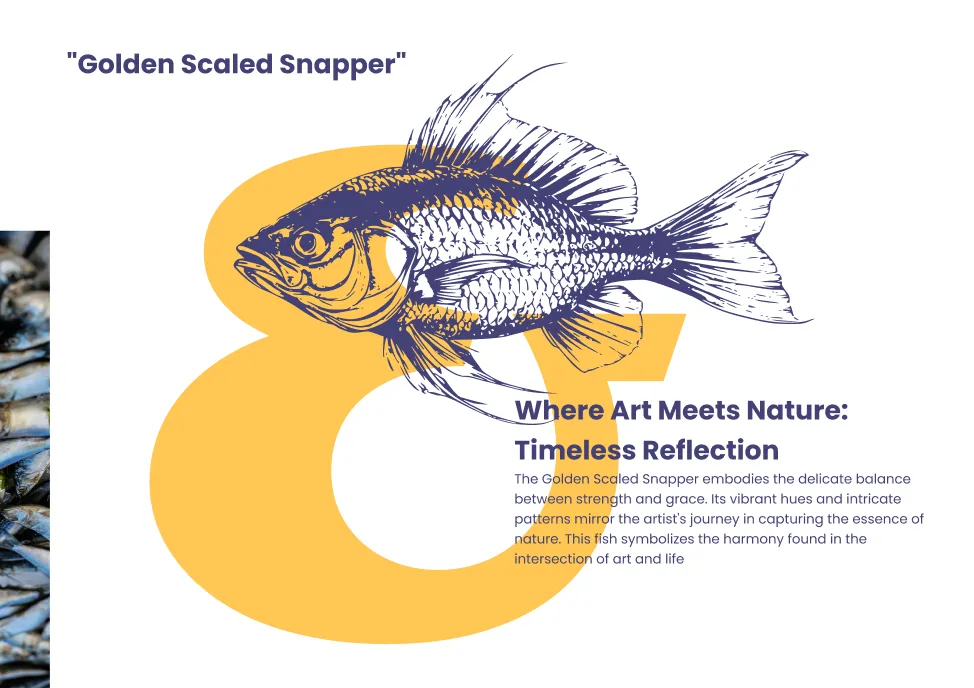 "Golden Scaled Snapper"
&
Where Art Meets Nature:
Timeless Reflection
The Golden Scaled Snapper embodies the delicate balance
between strength and grace. Its vibrant hues and intricate
patterns mirror the artist's journey in capturing the essence of
nature. This fish symbolizes the harmony found in the
intersection of art and life